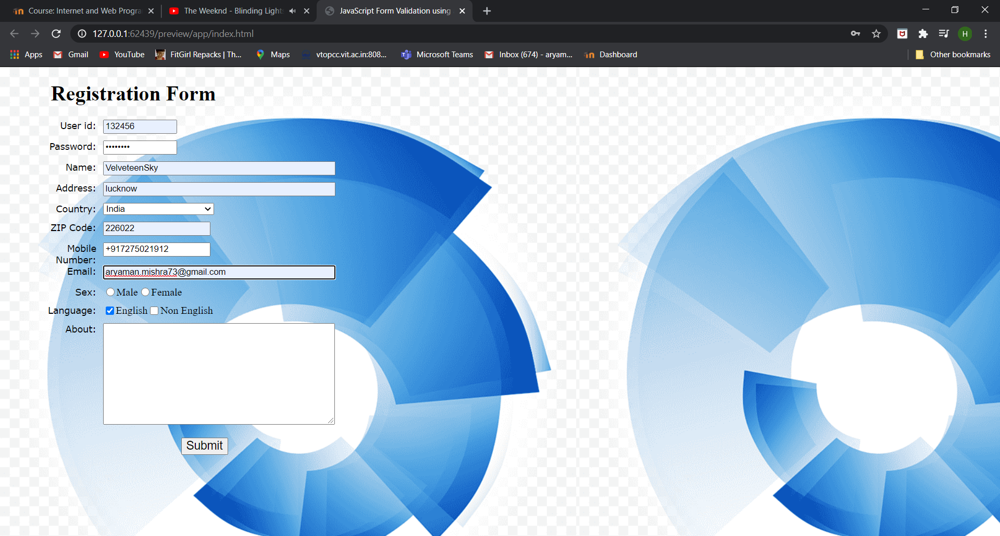 Course: Internet and Web Progra
The Weeknd - Blinding Lights
JavaScript Form Validation using
127.0.0.1:62439/preview/app/index.html
H
Apps
Gmail
YouTube
FitGirl Repacks | Th...
Maps
vtopcc.vit.ac.in:808...
Microsoft Teams
Inbox (674) - aryam...
Dashboard
Other bookmarks
Registration Form
User id: 132456
Password: ••••••••
Name: VelveteenSky
Address: lucknow
Country: India
ZIP Code: 226022
Mobile Number: +917275021912
Email: aryaman.mishra73@gmail.com
Sex: Male Female
Language: English Non English
About:
Submit